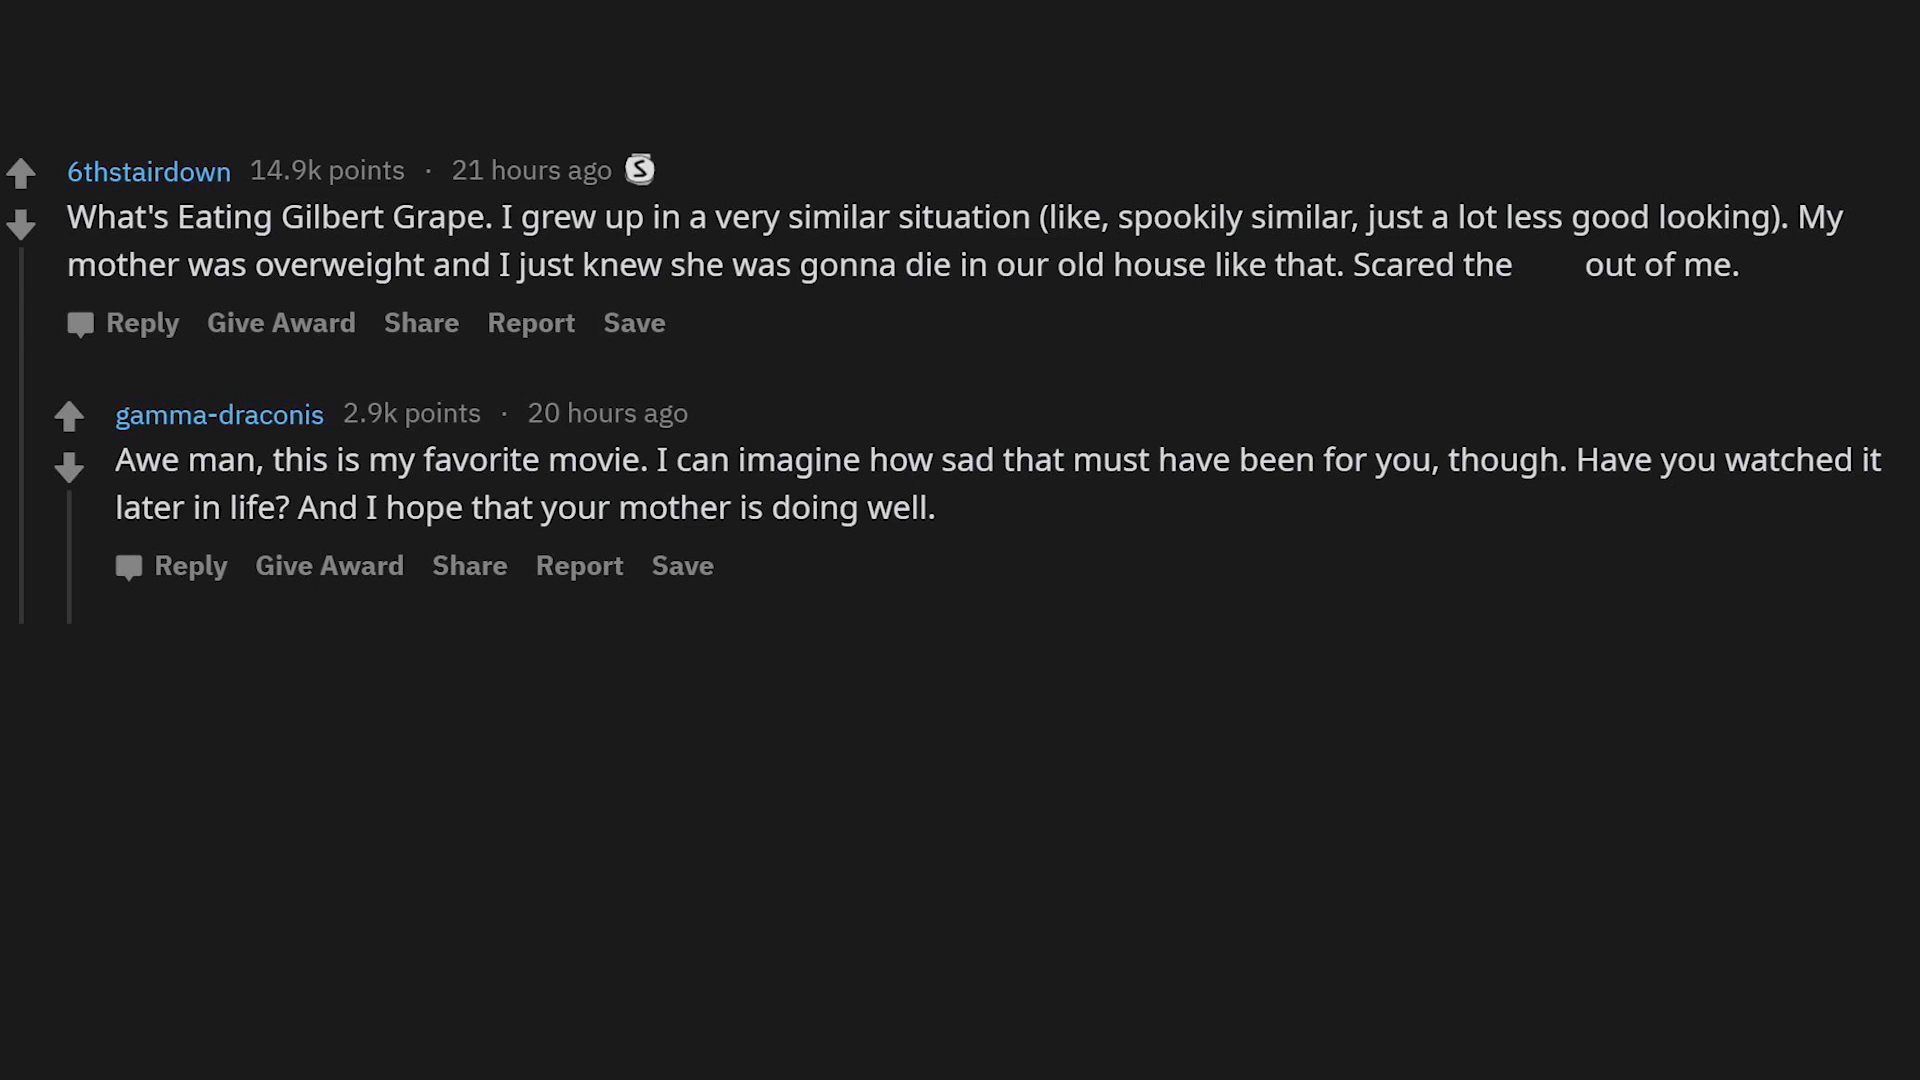 6thstairdown 14.9k points · 21 hours ago S
What's Eating Gilbert Grape. I grew up in a very similar situation (like, spookily similar, just a lot less good looking). My
mother was overweight and I just knew she was gonna die in our old house like that. Scared the out of me.
Reply Give Award Share Report Save
gamma-draconis 2.9k points · 20 hours ago
Awe man, this is my favorite movie. I can imagine how sad that must have been for you, though. Have you watched it
later in life? And I hope that your mother is doing well.
Reply Give Award Share Report Save